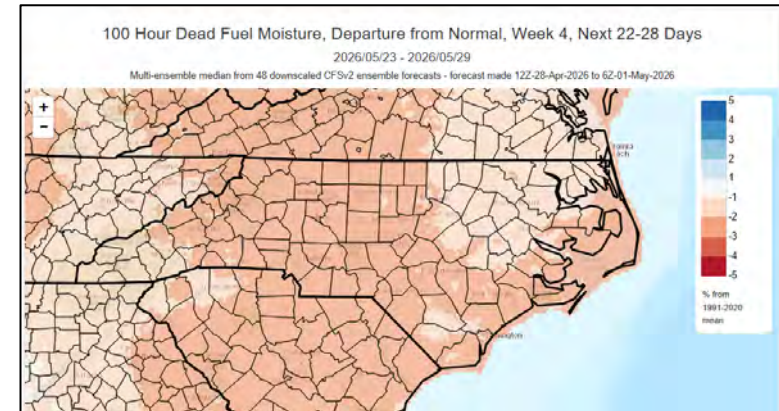 100 Hour Dead Fuel Moisture, Departure from Normal, Week 4, Next 22-28 Days
2026/05/23 - 2026/05/29
Multi-ensemble median from 48 downscaled CFSv2 ensemble forecasts - forecast made 12Z-28-Apr-2026 to 6Z-01-May-2026
+
−
5
4
3
2
1
-1
-2
-3
-4
-5
% from
1991-2020
mean